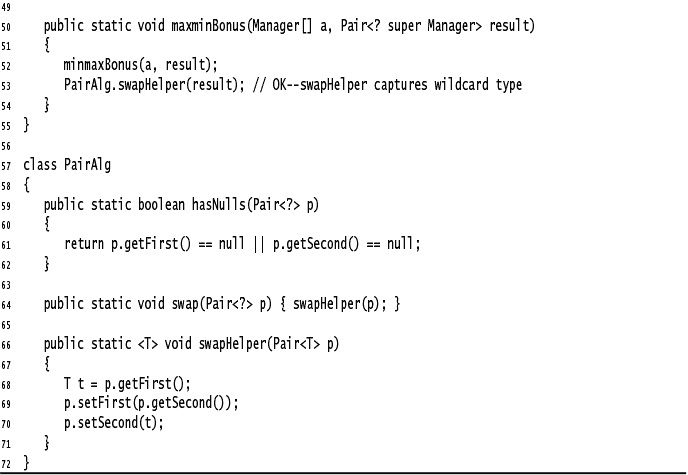 49
50 public static void maxminBonus(Manager[] a, Pair<? super Manager> result)
51 {
52 minmaxBonus(a, result);
53 PairAlg.swapHelper(result); // OK--swapHelper captures wildcard type
54 }
55 }
56
57 class PairAlg
58 {
59 public static boolean hasNulls(Pair<?> p)
60 {
61 return p.getFirst() == null || p.getSecond() == null;
62 }
63
64 public static void swap(Pair<?> p) { swapHelper(p); }
65
66 public static <T> void swapHelper(Pair<T> p)
67 {
68 T t = p.getFirst();
69 p.setFirst(p.getSecond());
70 p.setSecond(t);
71 }
72 }